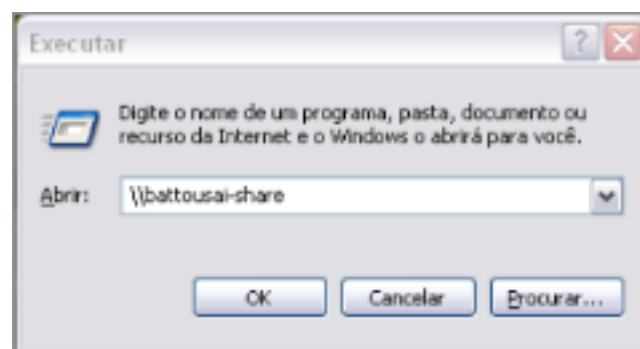 Executar
Digite o nome de um programa, pasta, documento ou
recurso da Internet e o Windows o abrirá para você.
Abrir: \\battousai-share
OK Cancelar Procurar...